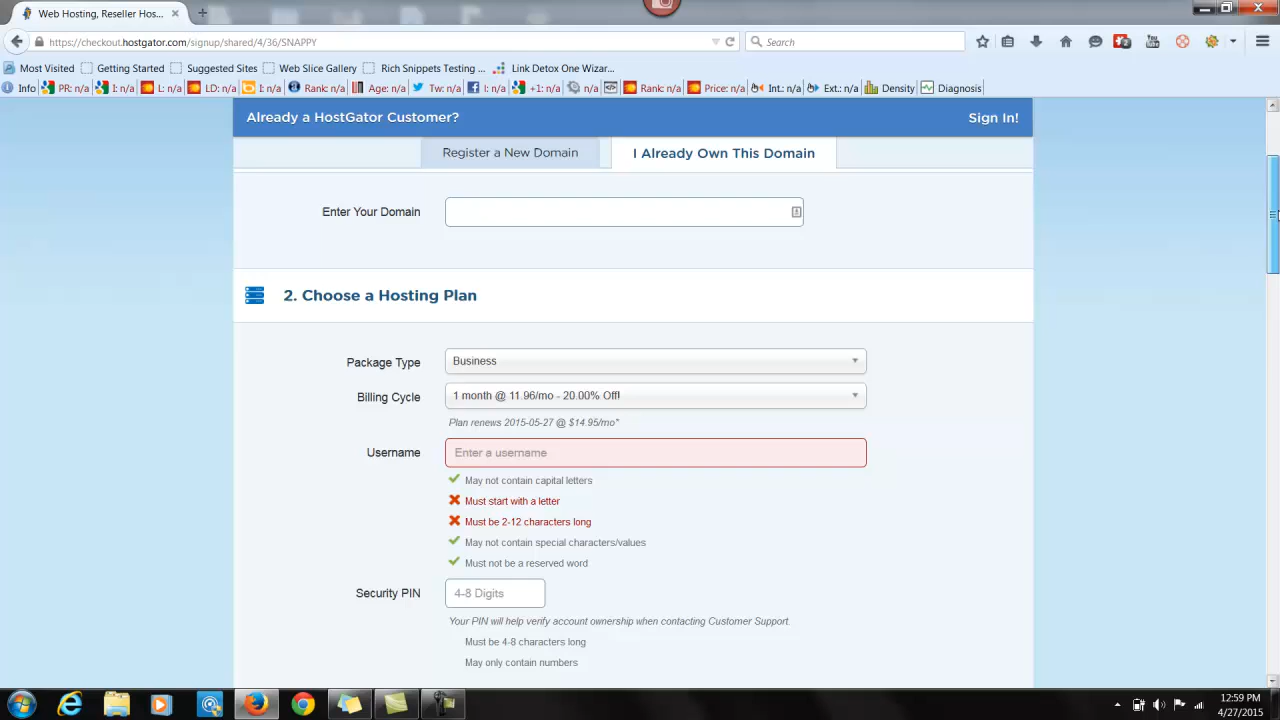 Web Hosting, Reseller Hos...
https://checkout.hostgator.com/signup/shared/4/36/SNAPPY
Search
Most Visited
Getting Started
Suggested Sites
Web Slice Gallery
Rich Snippets Testing ...
Link Detox One Wizar...
Info
PR: n/a
I: n/a
L: n/a
LD: n/a
I: n/a
Rank: n/a
Age: n/a
Tw: n/a
I: n/a
+1: n/a
n/a
Rank: n/a
Price: n/a
Int.: n/a
Ext.: n/a
Density
Diagnosis
Already a HostGator Customer?
Sign In!
Register a New Domain
I Already Own This Domain
Enter Your Domain
2. Choose a Hosting Plan
Package Type
Business
Billing Cycle
1 month @ 11.96/mo - 20.00% Off!
Plan renews 2015-05-27 @ $14.95/mo*
Username
Enter a username
May not contain capital letters
Must start with a letter
Must be 2-12 characters long
May not contain special characters/values
Must not be a reserved word
Security PIN
4-8 Digits
Your PIN will help verify account ownership when contacting Customer Support.
Must be 4-8 characters long
May only contain numbers
12:59 PM
4/27/2015